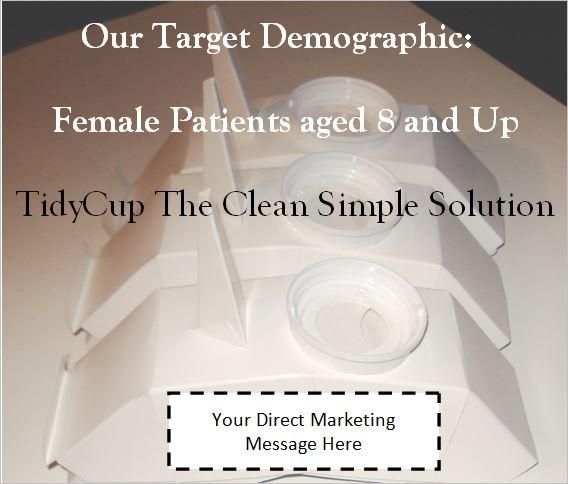 Our Target Demographic:
Female Patients aged 8 and Up
TidyCup The Clean Simple Solution
Your Direct Marketing
Message Here